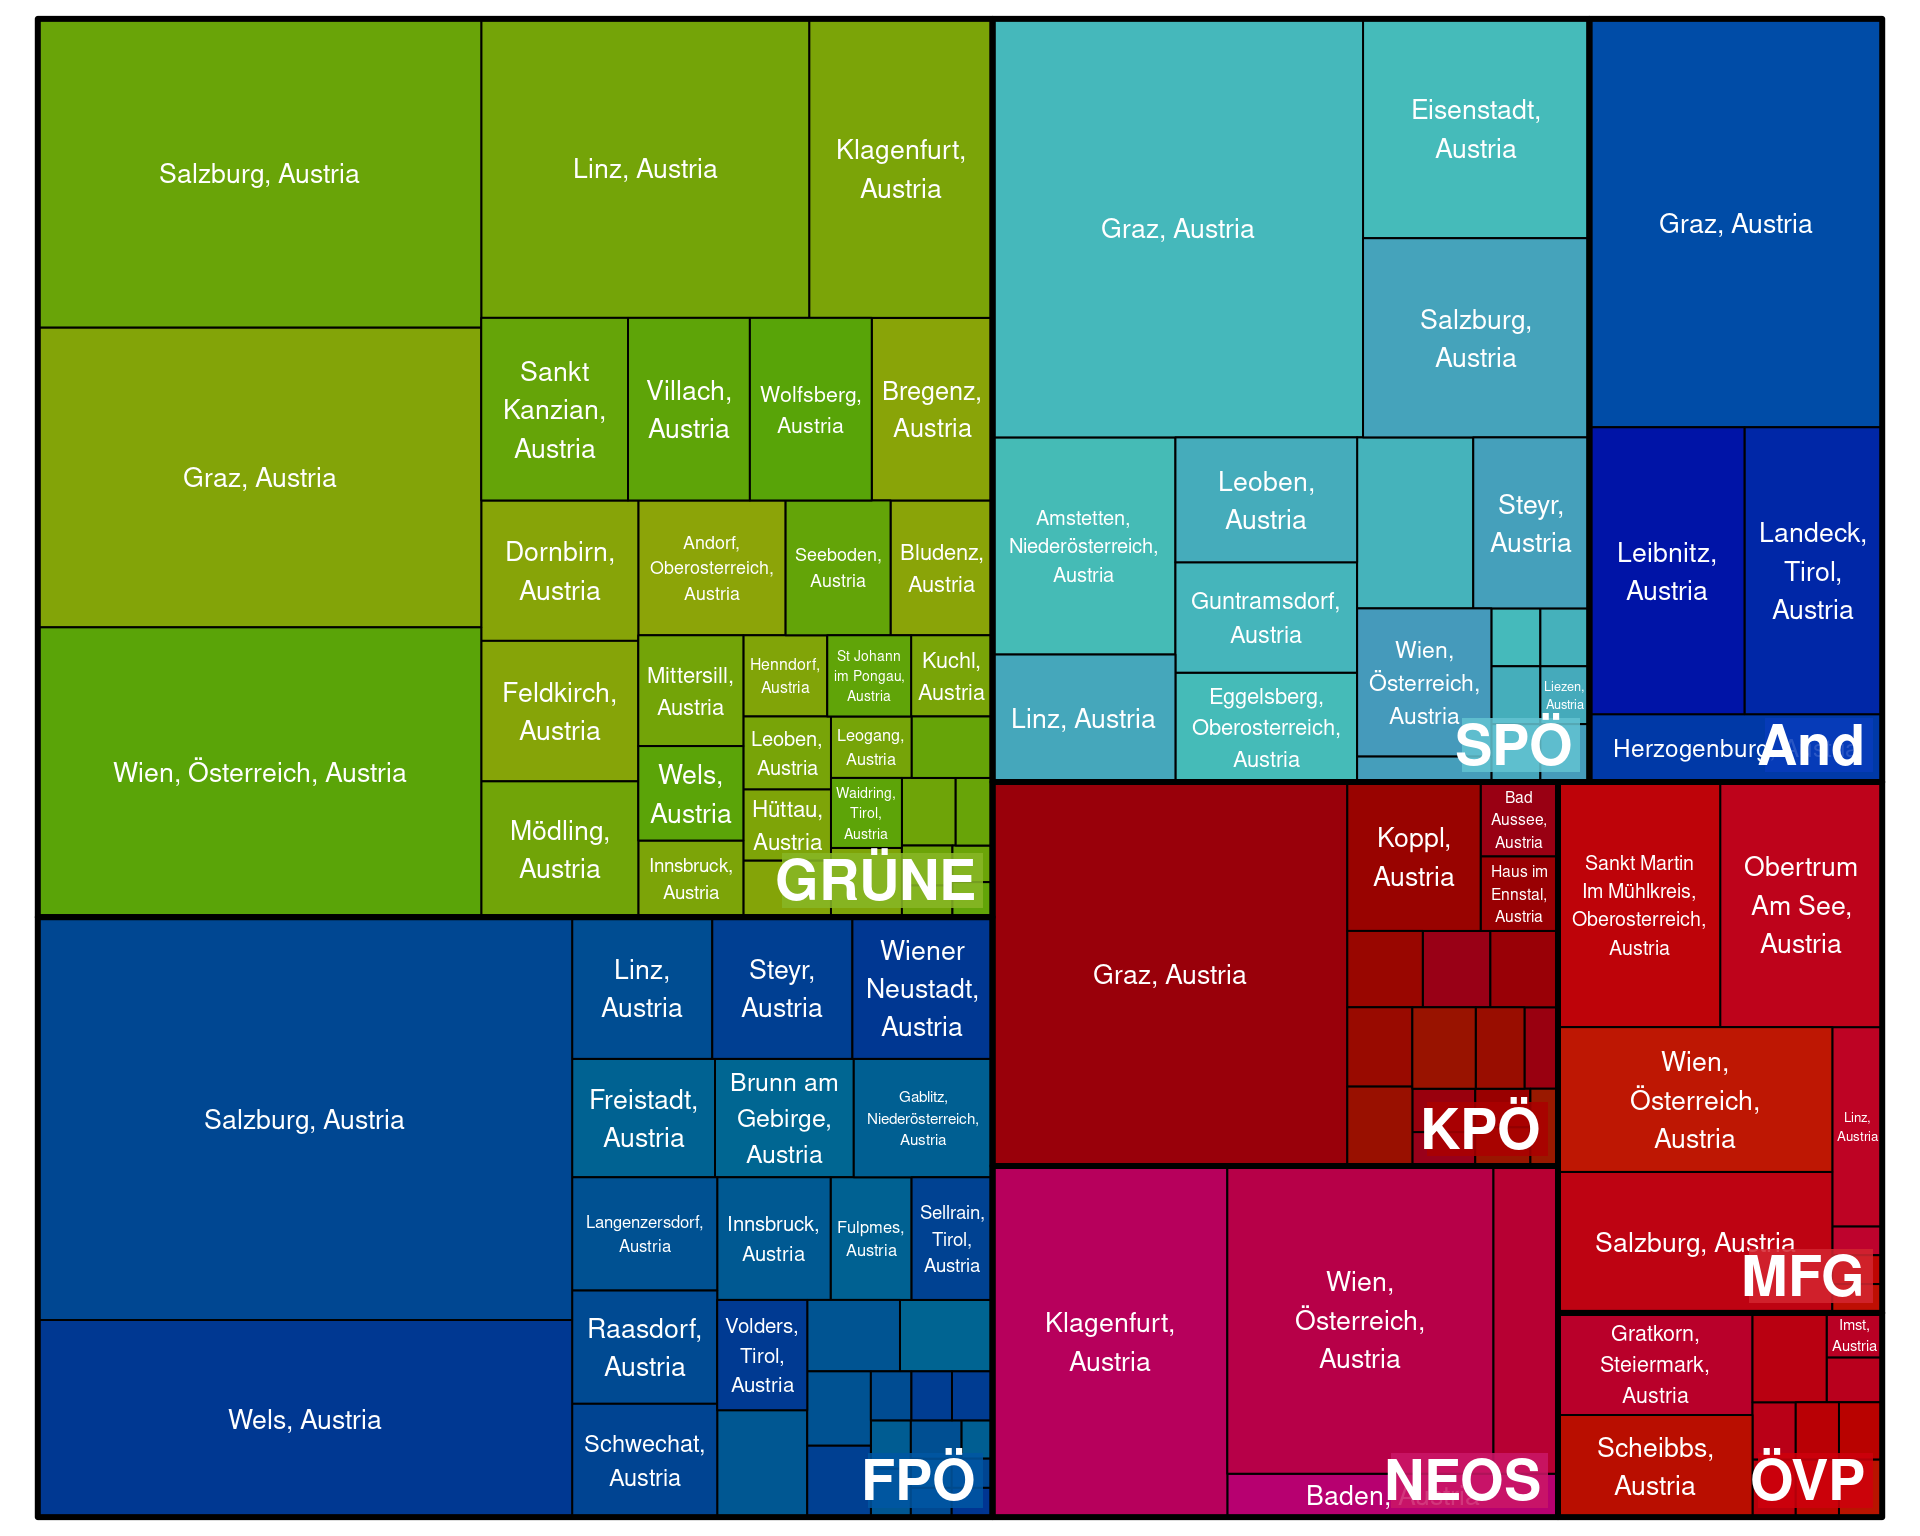 Salzburg, Austria
Linz, Austria
Klagenfurt,
Austria
Graz, Austria
Sankt
Kanzian,
Austria
Villach,
Austria
Wolfsberg,
Austria
Bregenz,
Austria
Dornbirn,
Austria
Andorf,
Oberosterreich,
Austria
Seeboden,
Austria
Bludenz,
Austria
Wien, Österreich, Austria
Feldkirch,
Austria
Mittersill,
Austria
Henndorf,
Austria
St Johann
im Pongau,
Austria
Kuchl,
Austria
Leoben,
Austria
Leogang,
Austria
Mödling,
Austria
Wels,
Austria
Hüttau,
Austria
Waidring,
Tirol,
Austria
Innsbruck,
Austria
GRÜNE
Graz, Austria
Eisenstadt,
Austria
Salzburg,
Austria
Amstetten,
Niederösterreich,
Austria
Leoben,
Austria
Steyr,
Austria
Guntramsdorf,
Austria
Linz, Austria
Eggelsberg,
Oberosterreich,
Austria
Wien,
Österreich,
Austria
Liezen,
Austria
SPÖ
Graz, Austria
Leibnitz,
Austria
Landeck,
Tirol,
Austria
Herzogenburg,
And
Salzburg, Austria
Wels, Austria
Linz,
Austria
Steyr,
Austria
Wiener
Neustadt,
Austria
Freistadt,
Austria
Brunn am
Gebirge,
Austria
Gablitz,
Niederösterreich,
Austria
Langenzersdorf,
Austria
Innsbruck,
Austria
Fulpmes,
Austria
Sellrain,
Tirol,
Austria
Raasdorf,
Austria
Volders,
Tirol,
Austria
Schwechat,
Austria
FPÖ
Graz, Austria
Koppl,
Austria
Bad
Aussee,
Austria
Haus im
Ennstal,
Austria
KPÖ
Sankt Martin
Im Mühlkreis,
Oberosterreich,
Austria
Obertrum
Am See,
Austria
Wien,
Österreich,
Austria
Linz,
Austria
Salzburg, Austria
MFG
Klagenfurt,
Austria
Wien,
Österreich,
Austria
Baden, Austria
NEOS
Gratkorn,
Steiermark,
Austria
Imst,
Austria
Scheibbs,
Austria
ÖVP